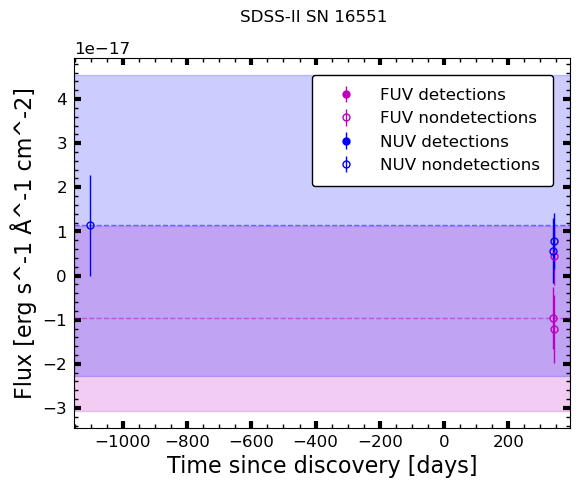 SDSS-II SN 16551
1e−17
FUV detections
FUV nondetections
NUV detections
NUV nondetections
4
3
2
1
0
−1
−2
−3
Flux [erg s^-1 Å^-1 cm^-2]
−1000 −800 −600 −400 −200 0 200
Time since discovery [days]